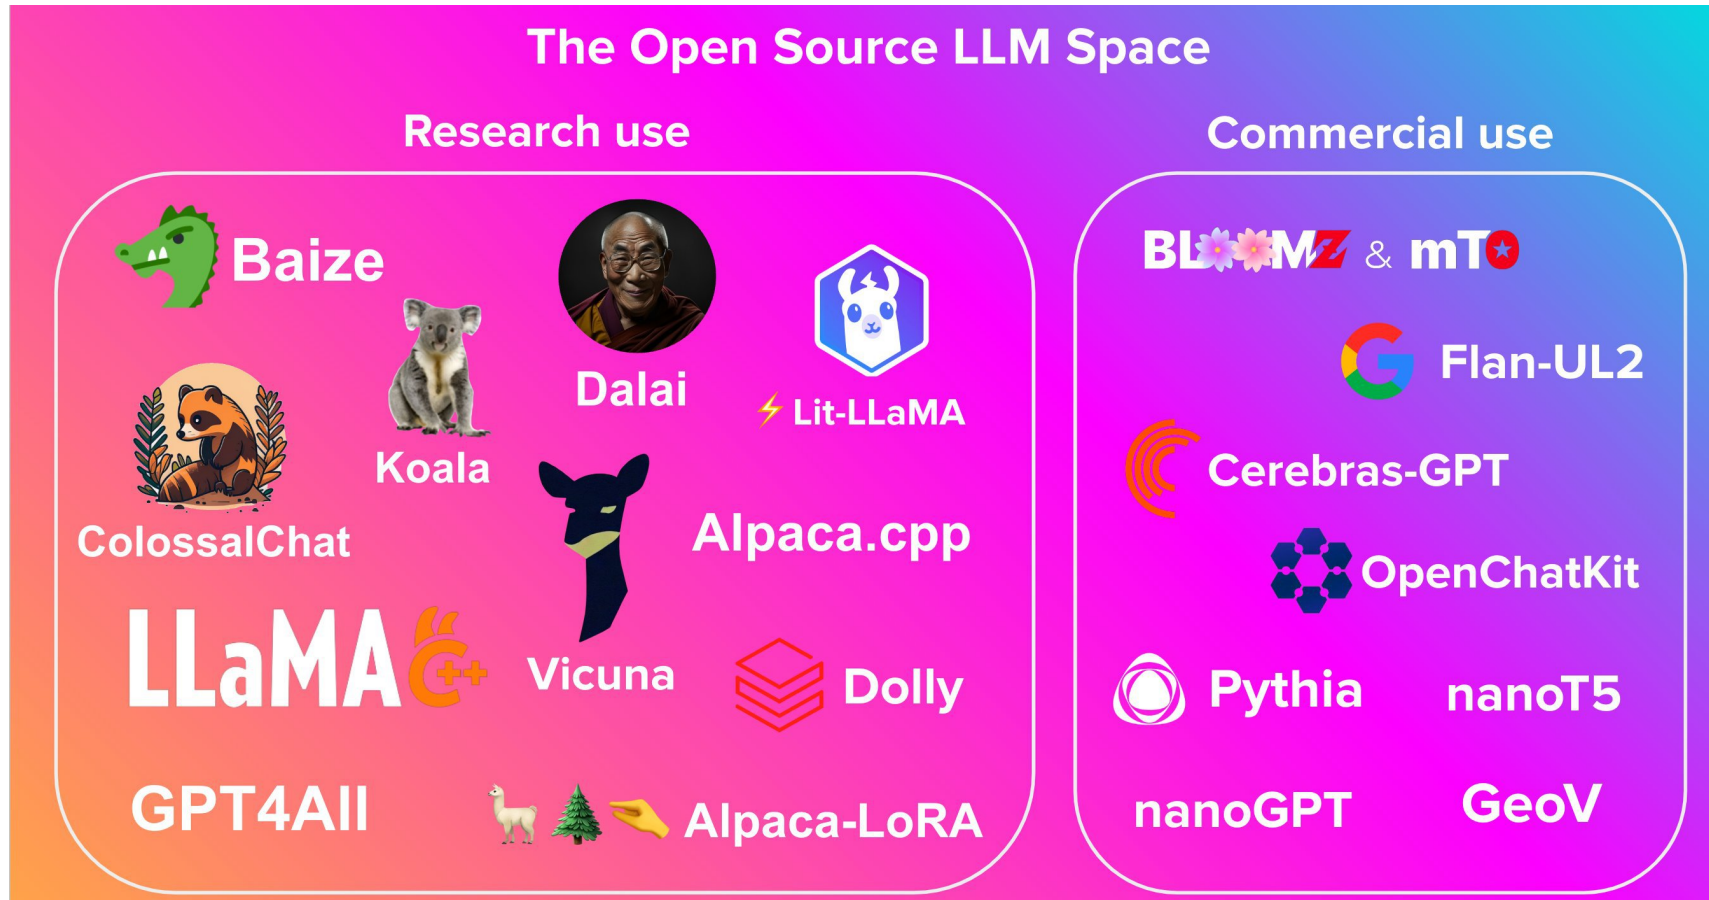 The Open Source LLM Space
Research use
Baize
Dalai
⚡ Lit-LLaMA
Koala
ColossalChat
Alpaca.cpp
LLaMA C++
Vicuna
Dolly
GPT4All
Alpaca-LoRA
Commercial use
BLOOMZ & mT0
Flan-UL2
Cerebras-GPT
OpenChatKit
Pythia
nanoT5
nanoGPT
GeoV